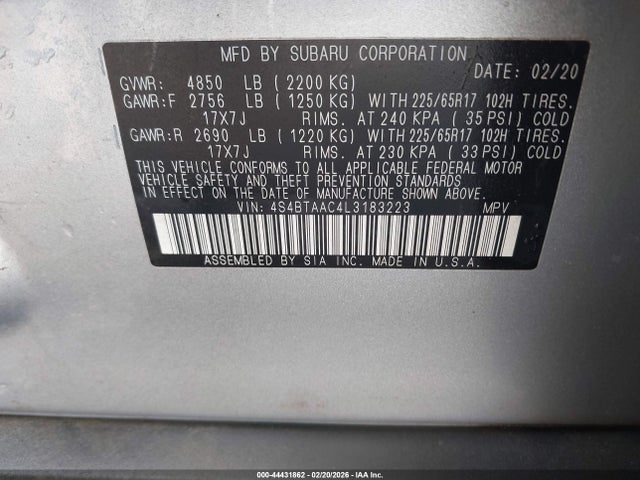 MFD BY SUBARU CORPORATION
DATE: 02/20
GVWR: 4850 LB ( 2200 KG)
GAWR:F 2756 LB ( 1250 KG) WITH 225/65R17 102H TIRES.
17X7J RIMS. AT 240 KPA ( 35 PSI) COLD
GAWR:R 2690 LB ( 1220 KG) WITH 225/65R17 102H TIRES.
17X7J RIMS. AT 230 KPA ( 33 PSI) COLD
THIS VEHICLE CONFORMS TO ALL APPLICABLE FEDERAL MOTOR
VEHICLE SAFETY AND THEFT PREVENTION STANDARDS
IN EFFECT ON THE DATE OF MANUFACTURE SHOWN ABOVE.
VIN: 4S4BTAAC4L3183223 MPV
ASSEMBLED BY SIA INC. MADE IN U.S.A.
000-44431862 - 02/20/2026 - IAA Inc.